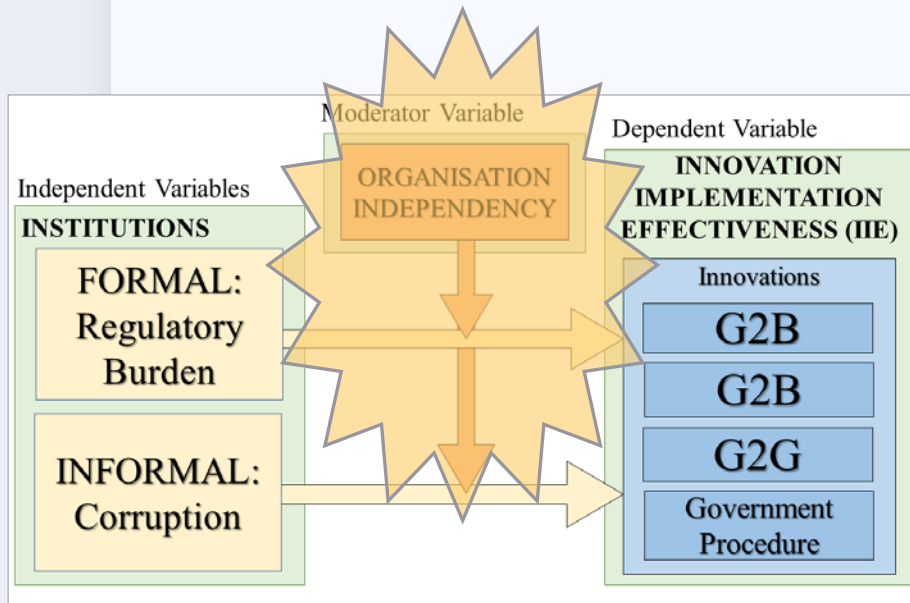 Independent Variables
INSTITUTIONS
FORMAL:
Regulatory
Burden
INFORMAL:
Corruption
Moderator Variable
ORGANISATION
INDEPENDENCY
Dependent Variable
INNOVATION
IMPLEMENTATION
EFFECTIVENESS (IIE)
Innovations
G2B
G2B
G2G
Government
Procedure